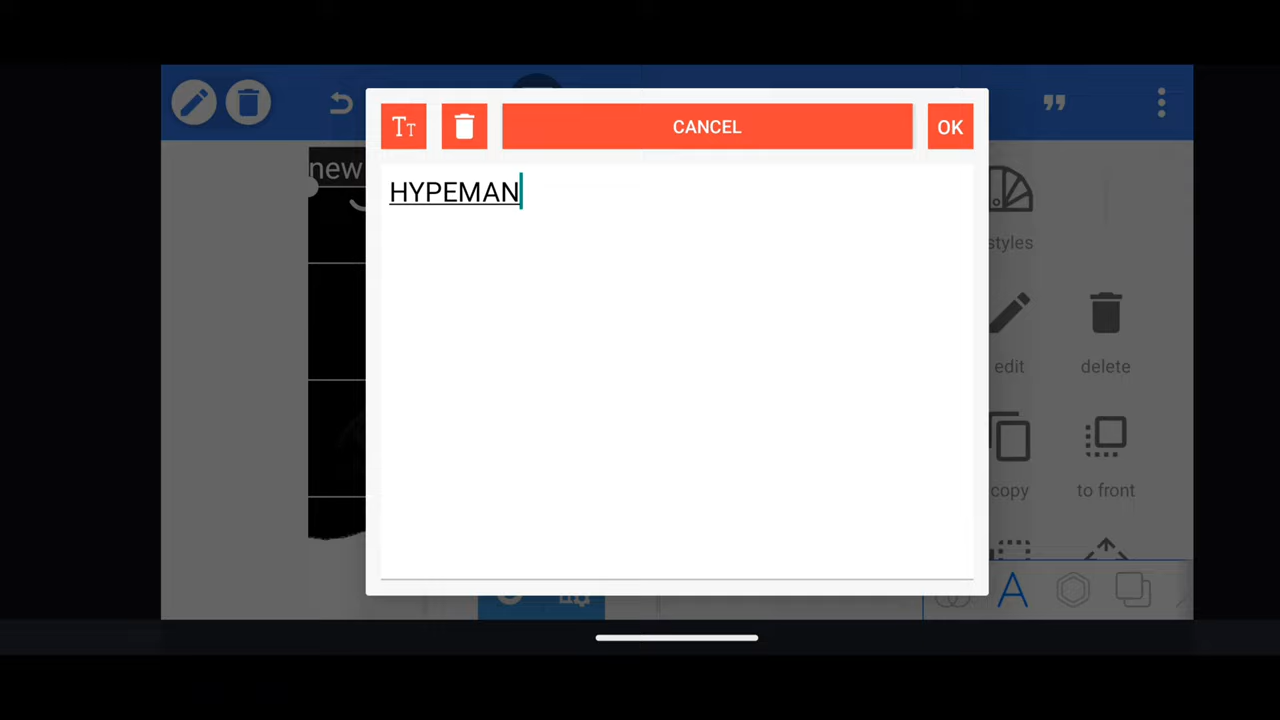 CANCEL
OK
new
HYPEMAN
styles
edit
delete
copy
to front